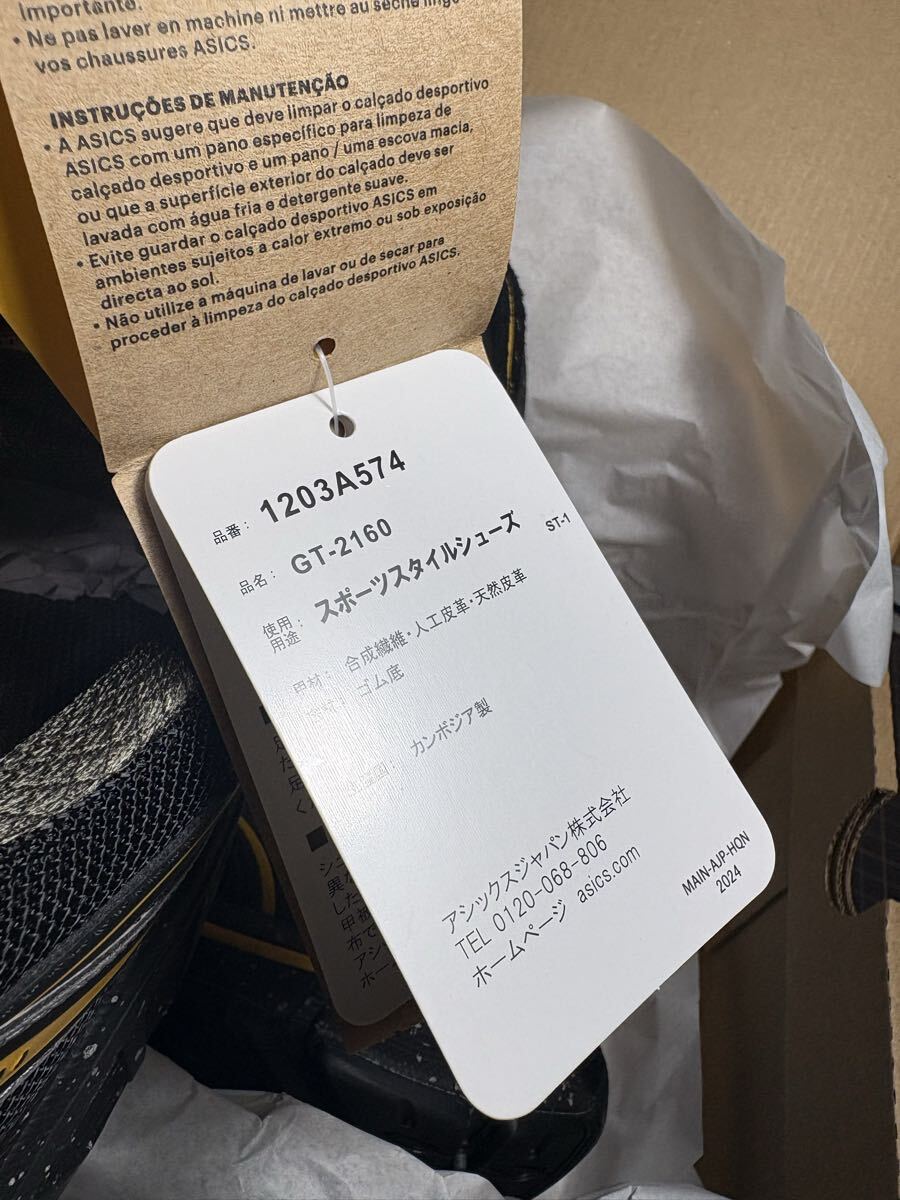 importante.
• Ne pas laver en machine ni mettre au sèche linge
vos chaussures ASICS.
INSTRUÇÕES DE MANUTENÇÃO
• A ASICS sugere que deve limpar o calçado desportivo
ASICS com um pano específico para limpeza de
calçado desportivo e um pano / uma escova macia,
ou que a superfície exterior do calçado deve ser
lavada com água fria e detergente suave.
• Evite guardar o calçado desportivo ASICS em
ambientes sujeitos a calor extremo ou sob exposição
directa ao sol.
• Não utilize a máquina de lavar ou de secar para
proceder à limpeza do calçado desportivo ASICS.
品番: 1203A574
品名: GT-2160
使用: スポーツスタイルシューズ ST-1
用途
甲材: 合成繊維・人工皮革・天然皮革
ゴム底
カンボジア製
アシックスジャパン株式会社
TEL 0120-068-806
ホームページ asics.com
MAIN-AJP-HQN
2024